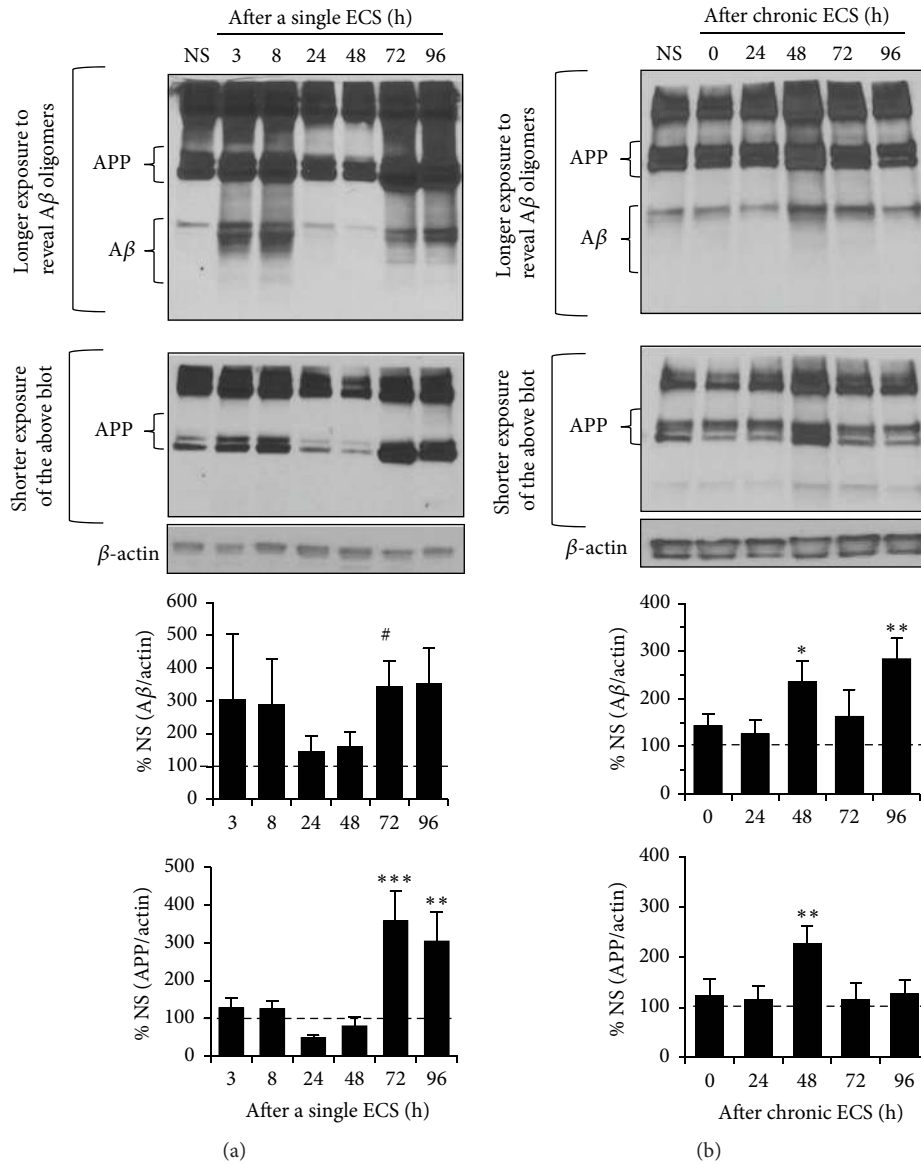 After a single ECS (h)
NS 3 8 24 48 72 96
Longer exposure to
reveal Aβ oligomers
APP
Aβ
Shorter exposure
of the above blot
APP
β-actin
600
500
400
300
200
100
0
% NS (Aβ/actin)
#
3 8 24 48 72 96
500
400
300
200
100
0
% NS (APP/actin)
***
**
3 8 24 48 72 96
After a single ECS (h)
(a)
After chronic ECS (h)
NS 0 24 48 72 96
Longer exposure to
reveal Aβ oligomers
APP
Aβ
Shorter exposure
of the above blot
APP
β-actin
400
300
200
100
0
% NS (Aβ/actin)
*
**
0 24 48 72 96
400
300
200
100
0
% NS (APP/actin)
**
0 24 48 72 96
After chronic ECS (h)
(b)